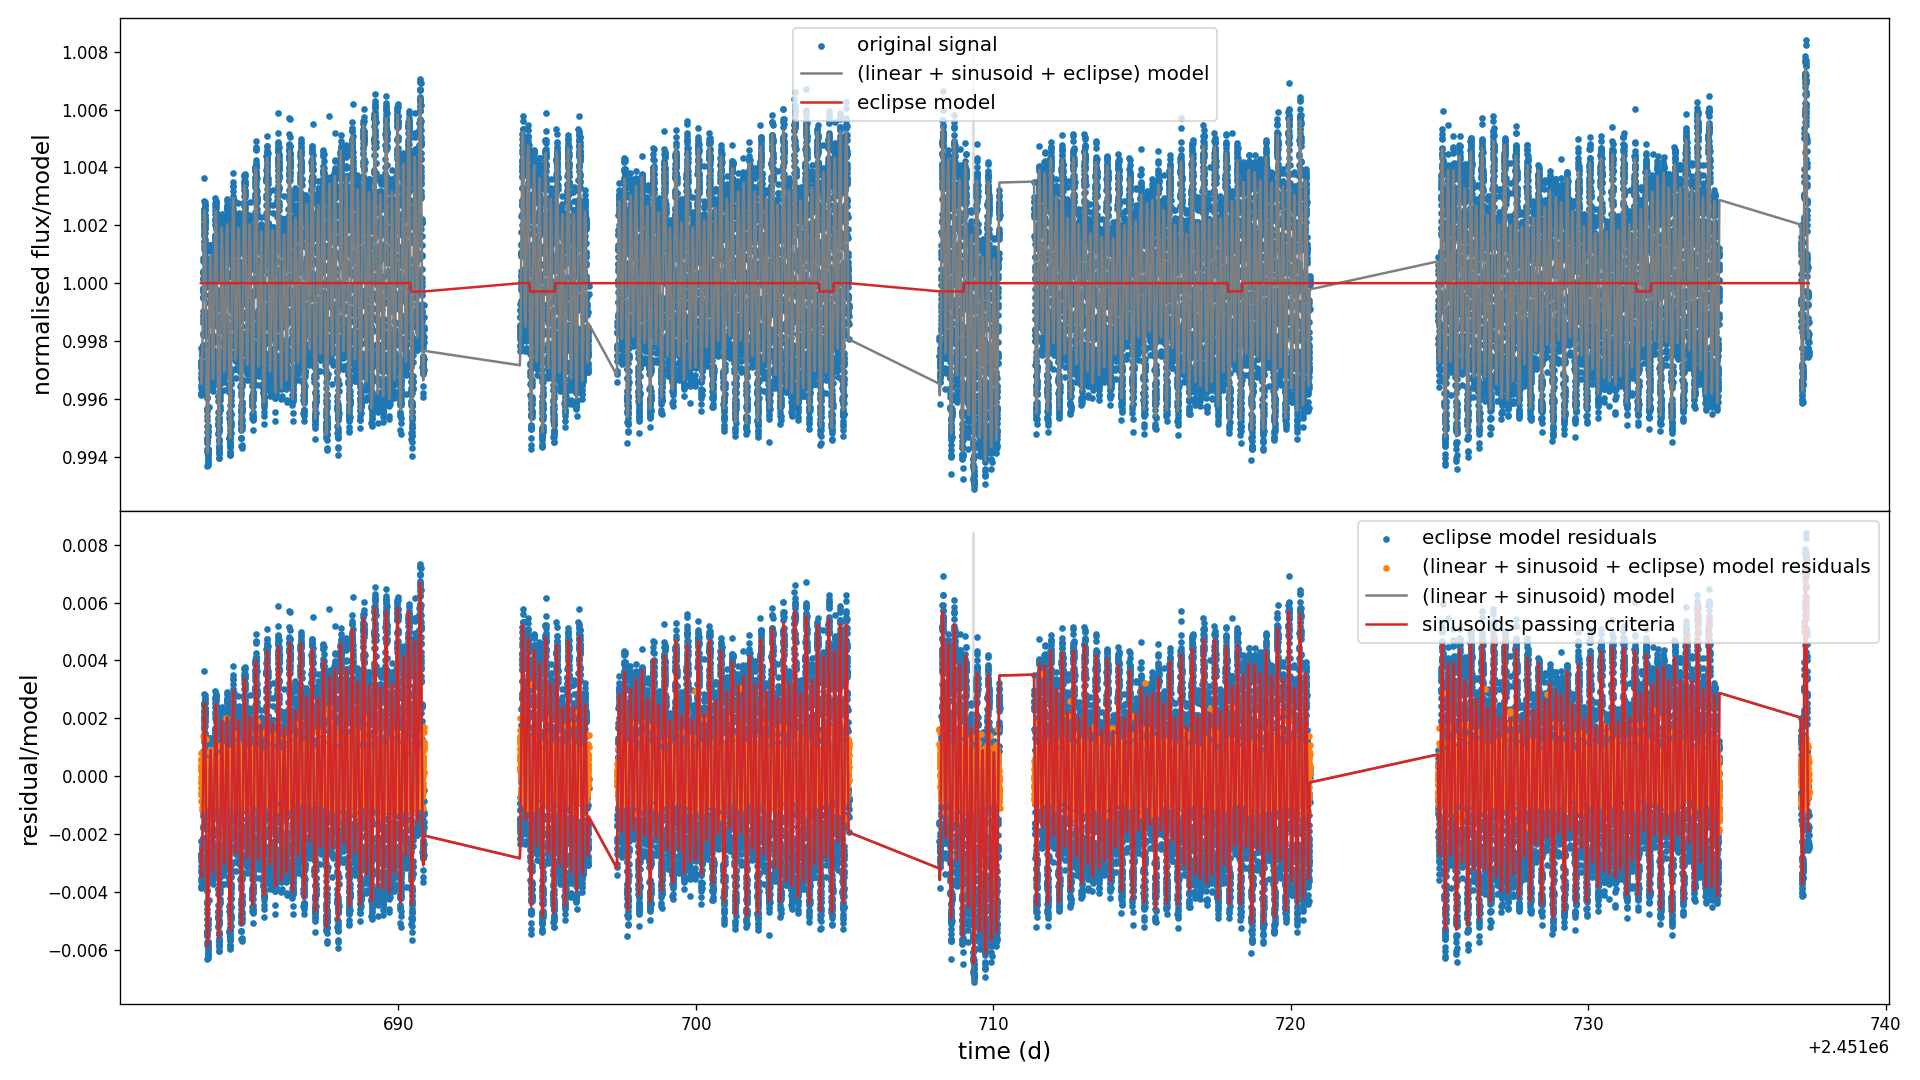 1.008
1.006
1.004
1.002
1.000
0.998
0.996
0.994
normalised flux/model
original signal
(linear + sinusoid + eclipse) model
eclipse model
0.008
0.006
0.004
0.002
0.000
−0.002
−0.004
−0.006
residual/model
eclipse model residuals
(linear + sinusoid + eclipse) model residuals
(linear + sinusoid) model
sinusoids passing criteria
690 700 710 720 730 740
time (d)
+2.451e6